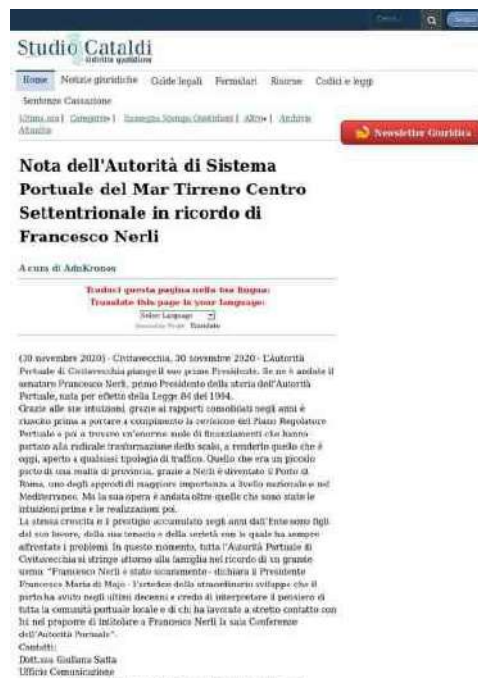 Studio Cataldi
il diritto quotidiano
Home Notizie giuridiche Guide legali Formulari Risorse Codici e leggi
Sentenze Cassazione
Ultima ora | Categorie | Rassegna Stampa Quotidiani | Altro | Archivio
Attualità
Newsletter Giuridica
Nota dell'Autorità di Sistema
Portuale del Mar Tirreno Centro
Settentrionale in ricordo di
Francesco Nerli
A cura di AdnKronos
Traduci questa pagina nella tua lingua:
Translate this page in your language:
Select Language
Translate
(30 novembre 2020) - Civitavecchia, 30 novembre 2020 - L'Autorità
Portuale di Civitavecchia piange il suo primo Presidente. Se ne è andato il
senatore Francesco Nerli, primo Presidente della storia dell'Autorità
Portuale, nata per effetto della Legge 84 del 1994.
Grazie alle sue intuizioni, grazie ai rapporti consolidati negli anni è
riuscito prima a portare a compimento la revisione del Piano Regolatore
Portuale e poi a trovare un'enorme mole di finanziamenti che hanno
portato alla radicale trasformazione dello scalo, a renderlo quello che è
oggi, aperto a qualsiasi tipologia di traffico. Quello che era un piccolo
porto di una realtà di provincia, grazie a Nerli è diventato il Porto di
Roma, uno degli approdi di maggiore importanza a livello nazionale e nel
Mediterraneo. Ma la sua opera è andata oltre quelle che sono state le
intuizioni prima e le realizzazioni poi.
La stessa crescita e il prestigio accumulato negli anni dall'Ente sono figli
del suo lavoro, della sua tenacia e della serietà con la quale ha sempre
affrontato i problemi. In questo momento, tutta l'Autorità Portuale di
Civitavecchia si stringe attorno alla famiglia nel ricordo di un grande
uomo. "Francesco Nerli è stato sicuramente - dichiara il Presidente
Francesco Maria di Majo - l'artefice dello straordinario sviluppo che il
porto ha avuto negli ultimi decenni e credo di interpretare il pensiero di
tutta la comunità portuale locale e di chi ha lavorato a stretto contatto con
lui nel proporre di intitolare a Francesco Nerli la sala Conferenze
dell'Autorità Portuale".
Contatti:
Dott.ssa Giuliana Satta
Ufficio Comunicazione